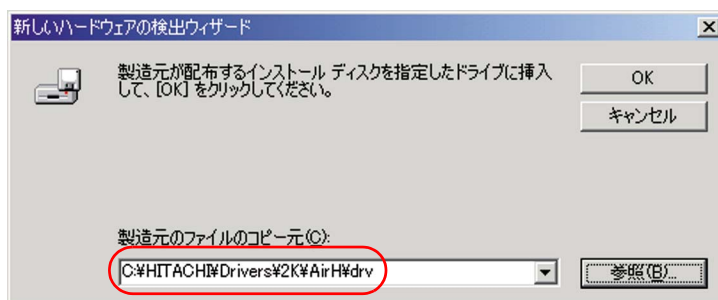 新しいハードウェアの検出ウィザード
製造元が配布するインストール ディスクを指定したドライブに挿入
して、[OK] をクリックしてください。
OK
キャンセル
製造元のファイルのコピー元(C):
C:¥HITACHI¥Drivers¥2K¥AirH¥drv
参照(B)...